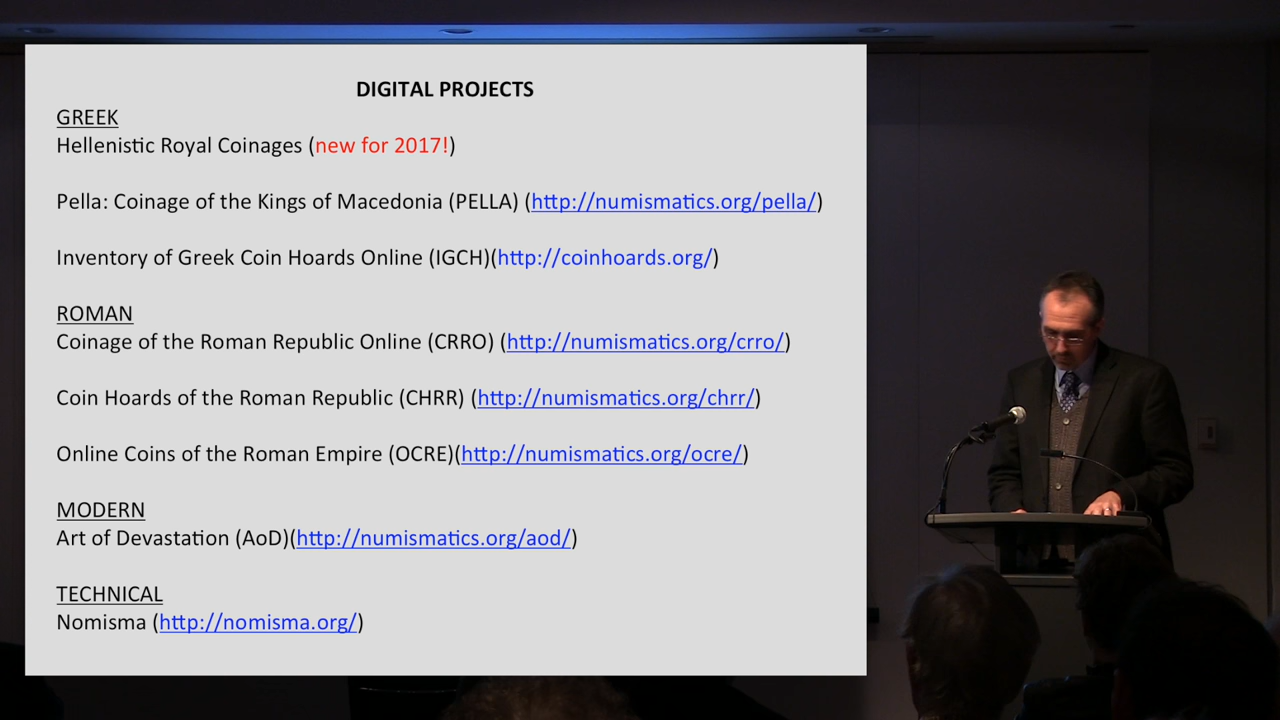 DIGITAL PROJECTS
GREEK
Hellenistic Royal Coinages (new for 2017!)
Pella: Coinage of the Kings of Macedonia (PELLA) (http://numismatics.org/pella/)
Inventory of Greek Coin Hoards Online (IGCH)(http://coinhoards.org/)
ROMAN
Coinage of the Roman Republic Online (CRRO) (http://numismatics.org/crro/)
Coin Hoards of the Roman Republic (CHRR) (http://numismatics.org/chrr/)
Online Coins of the Roman Empire (OCRE)(http://numismatics.org/ocre/)
MODERN
Art of Devastation (AoD)(http://numismatics.org/aod/)
TECHNICAL
Nomisma (http://nomisma.org/)